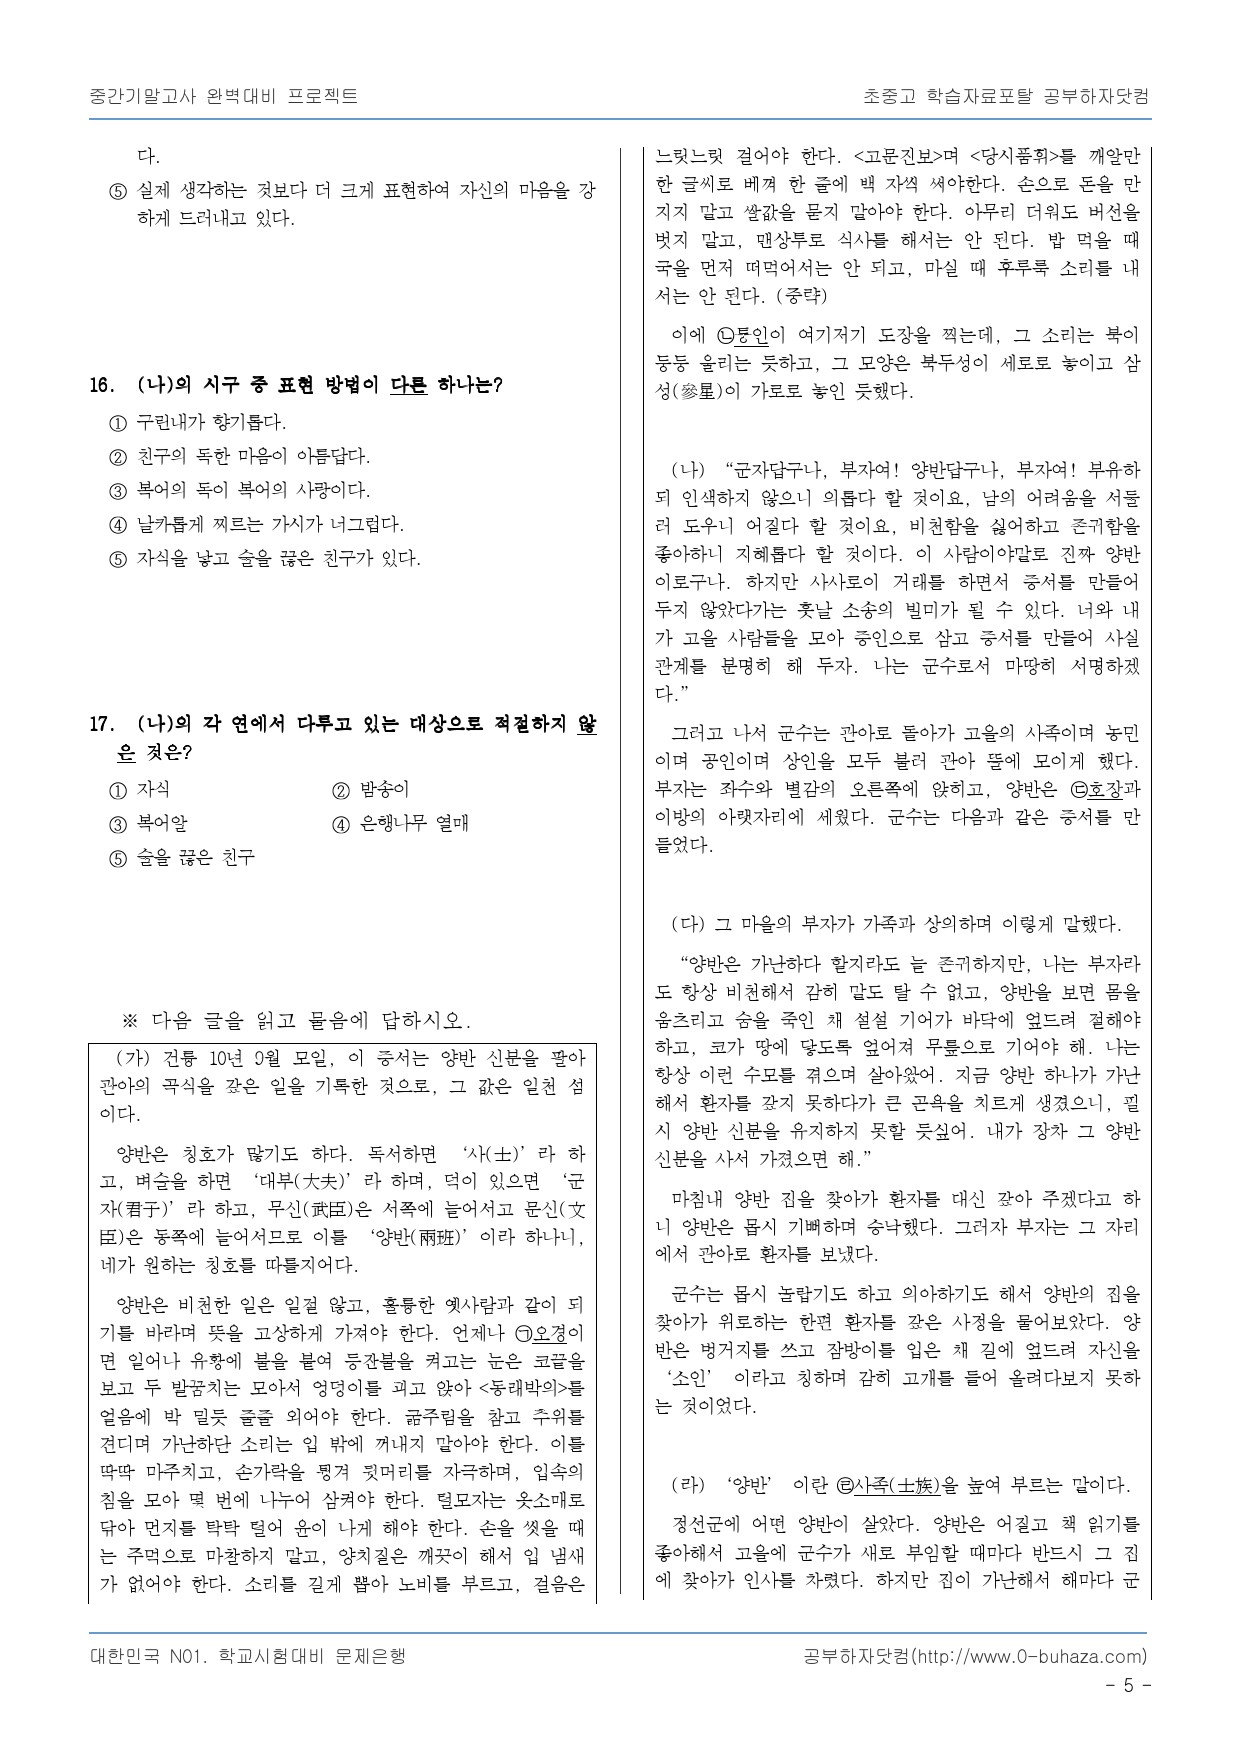 중간기말고사 완벽대비 프로젝트
초중고 학습자료포탈 공부하자닷컴
다.
⑤ 실제 생각하는 것보다 더 크게 표현하여 자신의 마음을 강
하게 드러내고 있다.
16. (나)의 시구 중 표현 방법이 다른 하나는?
① 구린내가 향기롭다.
② 친구의 독한 마음이 아름답다.
③ 복어의 독이 복어의 사랑이다.
④ 날카롭게 찌르는 가시가 너그럽다.
⑤ 자식을 낳고 술을 끊은 친구가 있다.
17. (나)의 각 연에서 다루고 있는 대상으로 적절하지 않
은 것은?
① 자식 ② 밤송이
③ 복어알 ④ 은행나무 열매
⑤ 술을 끊은 친구
※ 다음 글을 읽고 물음에 답하시오.
(가) 건륭 10년 9월 모일, 이 증서는 양반 신분을 팔아
관아의 곡식을 갚은 일을 기록한 것으로, 그 값은 일천 섬
이다.
양반은 칭호가 많기도 하다. 독서하면 ‘사(士)’라 하
고, 벼슬을 하면 ‘대부(大夫)’라 하며, 덕이 있으면 ‘군
자(君子)’라 하고, 무신(武臣)은 서쪽에 늘어서고 문신(文
臣)은 동쪽에 늘어서므로 이를 ‘양반(兩班)’이라 하나니,
네가 원하는 칭호를 따를지어다.
양반은 비천한 일은 일절 않고, 훌륭한 옛사람과 같이 되
기를 바라며 뜻을 고상하게 가져야 한다. 언제나 ㉠오경이
면 일어나 유황에 불을 붙여 등잔불을 켜고는 눈은 코끝을
보고 두 발꿈치는 모아서 엉덩이를 괴고 앉아 <동래박의>를
얼음에 박 밀듯 줄줄 외어야 한다. 굶주림을 참고 추위를
견디며 가난하단 소리는 입 밖에 꺼내지 말아야 한다. 이를
딱딱 마주치고, 손가락을 튕겨 뒷머리를 자극하며, 입속의
침을 모아 몇 번에 나누어 삼켜야 한다. 털모자는 옷소매로
닦아 먼지를 탁탁 털어 윤이 나게 해야 한다. 손을 씻을 때
는 주먹으로 마찰하지 말고, 양치질은 깨끗이 해서 입 냄새
가 없어야 한다. 소리를 길게 뽑아 노비를 부르고, 걸음은
느릿느릿 걸어야 한다. <고문진보>며 <당시품휘>를 깨알만
한 글씨로 베껴 한 줄에 백 자씩 써야한다. 손으로 돈을 만
지지 말고 쌀값을 묻지 말아야 한다. 아무리 더워도 버선을
벗지 말고, 맨상투로 식사를 해서는 안 된다. 밥 먹을 때
국을 먼저 떠먹어서는 안 되고, 마실 때 후루룩 소리를 내
서는 안 된다. (중략)
이에 ㉡통인이 여기저기 도장을 찍는데, 그 소리는 북이
둥둥 울리는 듯하고, 그 모양은 북두성이 세로로 놓이고 삼
성(參星)이 가로로 놓인 듯했다.
(나) “군자답구나, 부자여! 양반답구나, 부자여! 부유하
되 인색하지 않으니 의롭다 할 것이요, 남의 어려움을 서둘
러 도우니 어질다 할 것이요, 비천함을 싫어하고 존귀함을
좋아하니 지혜롭다 할 것이다. 이 사람이야말로 진짜 양반
이로구나. 하지만 사사로이 거래를 하면서 증서를 만들어
두지 않았다가는 훗날 소송의 빌미가 될 수 있다. 너와 내
가 고을 사람들을 모아 증인으로 삼고 증서를 만들어 사실
관계를 분명히 해 두자. 나는 군수로서 마땅히 서명하겠
다.”
그러고 나서 군수는 관아로 돌아가 고을의 사족이며 농민
이며 공인이며 상인을 모두 불러 관아 뜰에 모이게 했다.
부자는 좌수와 별감의 오른쪽에 앉히고, 양반은 ㉢호장과
이방의 아랫자리에 세웠다. 군수는 다음과 같은 증서를 만
들었다.
(다) 그 마을의 부자가 가족과 상의하며 이렇게 말했다.
“양반은 가난하다 할지라도 늘 존귀하지만, 나는 부자라
도 항상 비천해서 감히 말도 탈 수 없고, 양반을 보면 몸을
움츠리고 숨을 죽인 채 설설 기어가 바닥에 엎드려 절해야
하고, 코가 땅에 닿도록 엎어져 무릎으로 기어야 해. 나는
항상 이런 수모를 겪으며 살아왔어. 지금 양반 하나가 가난
해서 환자를 갚지 못하다가 큰 곤욕을 치르게 생겼으니, 필
시 양반 신분을 유지하지 못할 듯싶어. 내가 장차 그 양반
신분을 사서 가졌으면 해.”
마침내 양반 집을 찾아가 환자를 대신 갚아 주겠다고 하
니 양반은 몹시 기뻐하며 승낙했다. 그러자 부자는 그 자리
에서 관아로 환자를 보냈다.
군수는 몹시 놀랍기도 하고 의아하기도 해서 양반의 집을
찾아가 위로하는 한편 환자를 갚은 사정을 물어보았다. 양
반은 벙거지를 쓰고 잠방이를 입은 채 길에 엎드려 자신을
‘소인’ 이라고 칭하며 감히 고개를 들어 올려다보지 못하
는 것이었다.
(라) ‘양반’ 이란 ㉣사족(士族)을 높여 부르는 말이다.
정선군에 어떤 양반이 살았다. 양반은 어질고 책 읽기를
좋아해서 고을에 군수가 새로 부임할 때마다 반드시 그 집
에 찾아가 인사를 차렸다. 하지만 집이 가난해서 해마다 군
대한민국 N01. 학교시험대비 문제은행
공부하자닷컴(http://www.0-buhaza.com)
- 5 -